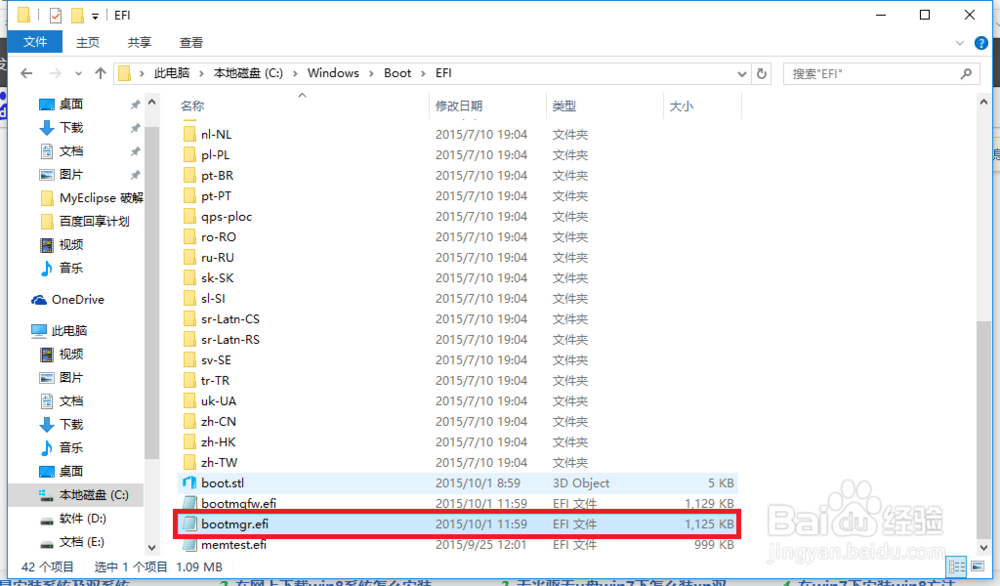 EFI
文件 主页 共享 查看
此电脑 本地磁盘 (C:) Windows Boot EFI 搜索"EFI"
桌面
下载
文档
图片
MyEclipse 破解
百度回享计划
视频
音乐
OneDrive
此电脑
视频
图片
文档
下载
音乐
桌面
本地磁盘 (C:)
软件 (D:)
文档 (E:)
名称 修改日期 类型 大小
nl-NL 2015/7/10 19:04 文件夹
pl-PL 2015/7/10 19:04 文件夹
pt-BR 2015/7/10 19:04 文件夹
pt-PT 2015/7/10 19:04 文件夹
qps-ploc 2015/7/10 19:04 文件夹
ro-RO 2015/7/10 19:04 文件夹
ru-RU 2015/7/10 19:04 文件夹
sk-SK 2015/7/10 19:04 文件夹
sl-SI 2015/7/10 19:04 文件夹
sr-Latn-CS 2015/7/10 19:04 文件夹
sr-Latn-RS 2015/7/10 19:04 文件夹
sv-SE 2015/7/10 19:04 文件夹
tr-TR 2015/7/10 19:04 文件夹
uk-UA 2015/7/10 19:04 文件夹
zh-CN 2015/7/10 19:04 文件夹
zh-HK 2015/7/10 19:04 文件夹
zh-TW 2015/7/10 19:04 文件夹
boot.stl 2015/10/1 8:59 3D Object 5 KB
bootmgfw.efi 2015/10/1 11:59 EFI 文件 1,129 KB
bootmgr.efi 2015/10/1 11:59 EFI 文件 1,125 KB
memtest.efi 2015/9/25 12:01 EFI 文件 999 KB
Baidu 经验
jingyan.baidu.com
42 个项目 选中 1 个项目 1.09 MB